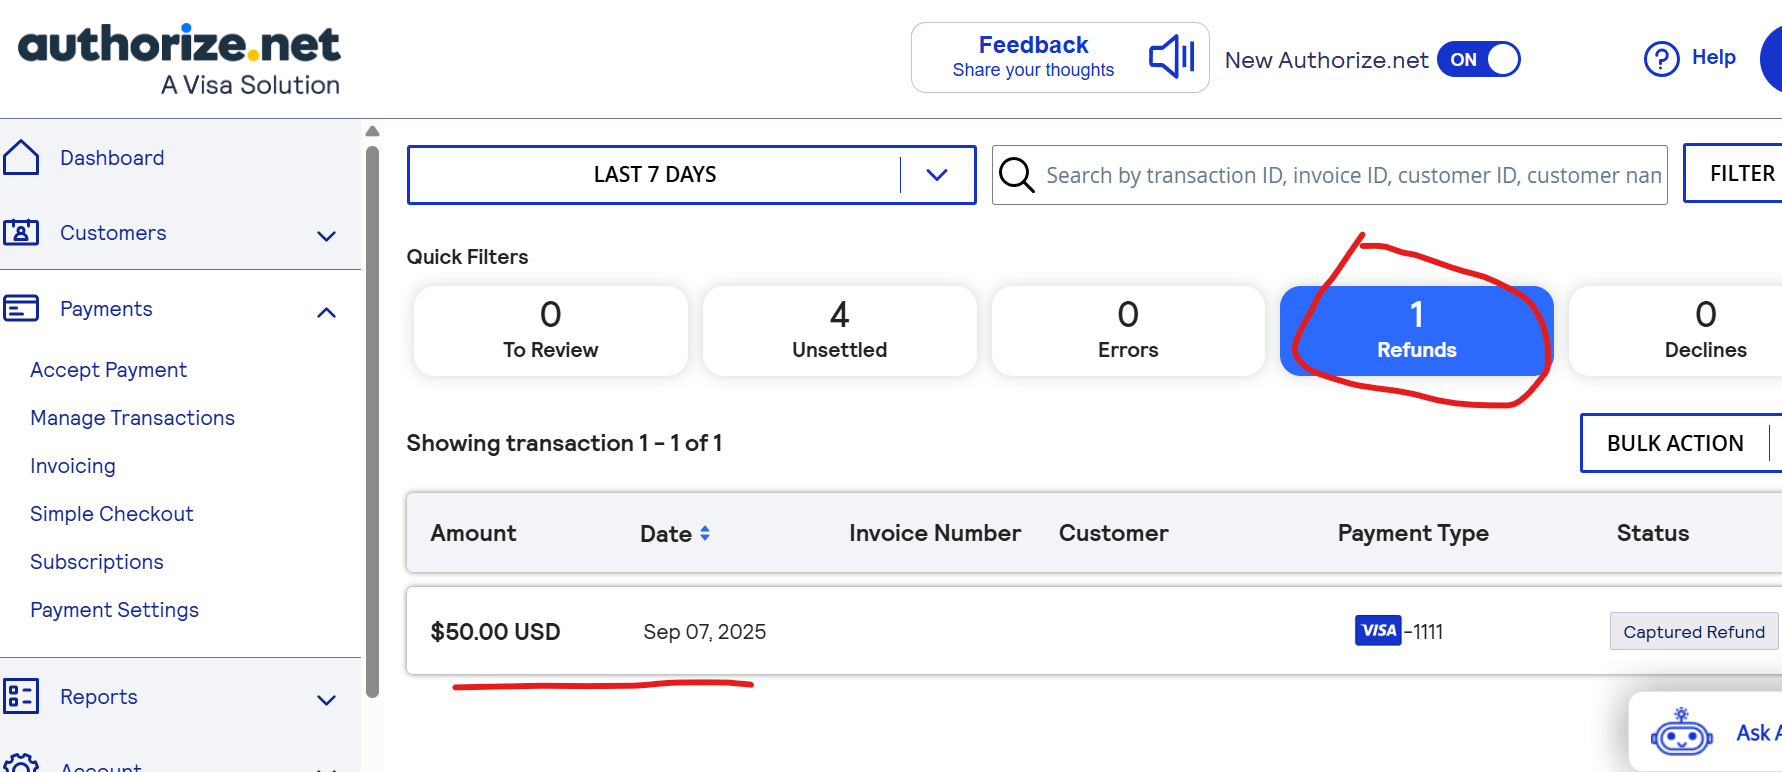 authorize.net
A Visa Solution
Feedback
Share your thoughts
New Authorize.net ON
Help
Dashboard
Customers
Payments
Accept Payment
Manage Transactions
Invoicing
Simple Checkout
Subscriptions
Payment Settings
Reports
Account
LAST 7 DAYS
Search by transaction ID, invoice ID, customer ID, customer nam
FILTER
Quick Filters
0
To Review
4
Unsettled
0
Errors
1
Refunds
0
Declines
Showing transaction 1 - 1 of 1
BULK ACTION
Amount Date Invoice Number Customer Payment Type Status
$50.00 USD Sep 07, 2025 VISA -1111 Captured Refund
Ask A